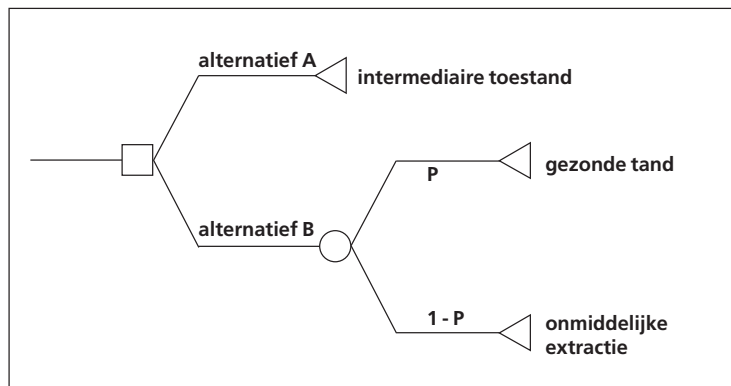 alternatief A
intermediaire toestand
P
gezonde tand
alternatief B
1 - P
onmiddelijke
extractie